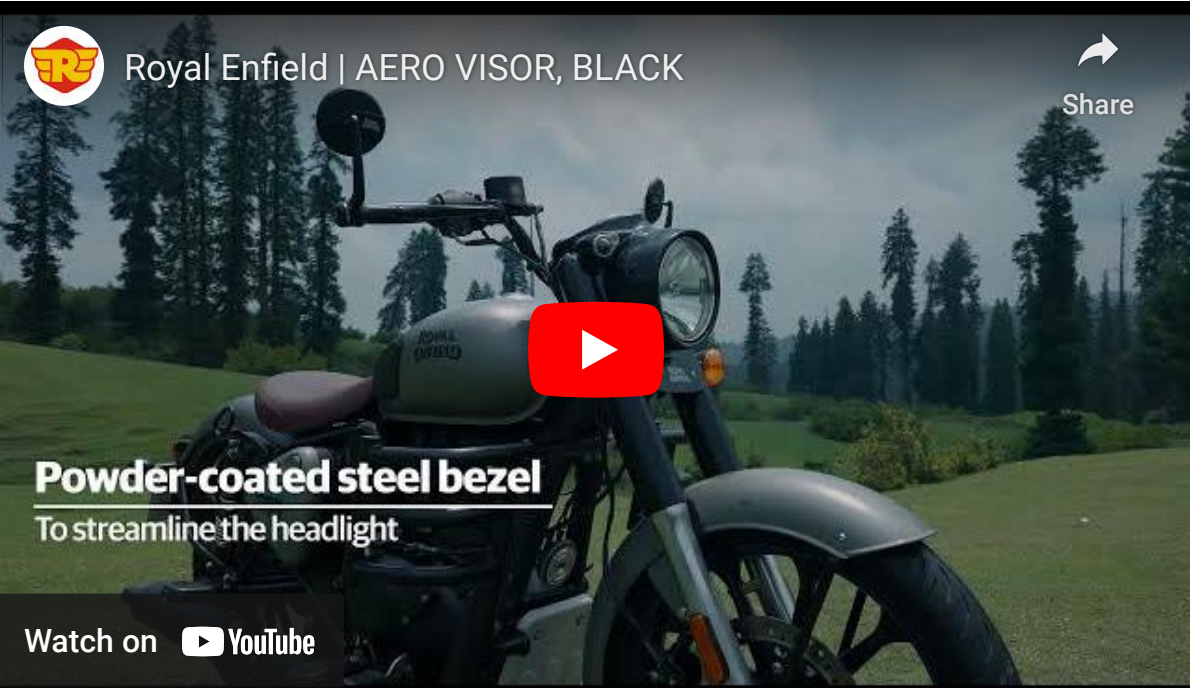 Royal Enfield | AERO VISOR, BLACK
Share
ROYAL
ENFIELD
Powder-coated steel bezel
To streamline the headlight
Watch on YouTube